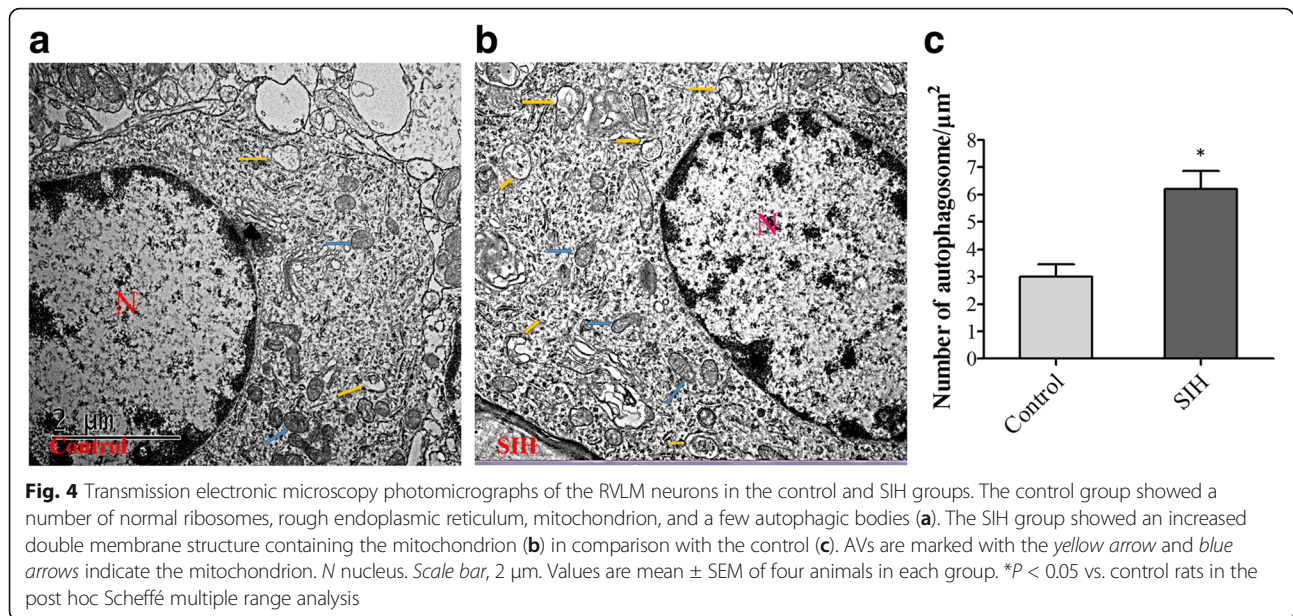 a
b
c
N
2 μm
Control
N
SIH
Number of autophagosome/μm²
8
7
6
5
4
3
2
1
0
*
Control
SIH
Fig. 4 Transmission electronic microscopy photomicrographs of the RVLM neurons in the control and SIH groups. The control group showed a
number of normal ribosomes, rough endoplasmic reticulum, mitochondrion, and a few autophagic bodies (a). The SIH group showed an increased
double membrane structure containing the mitochondrion (b) in comparison with the control (c). AVs are marked with the yellow arrow and blue
arrows indicate the mitochondrion. N nucleus. Scale bar, 2 μm. Values are mean ± SEM of four animals in each group. *P < 0.05 vs. control rats in the
post hoc Scheffé multiple range analysis